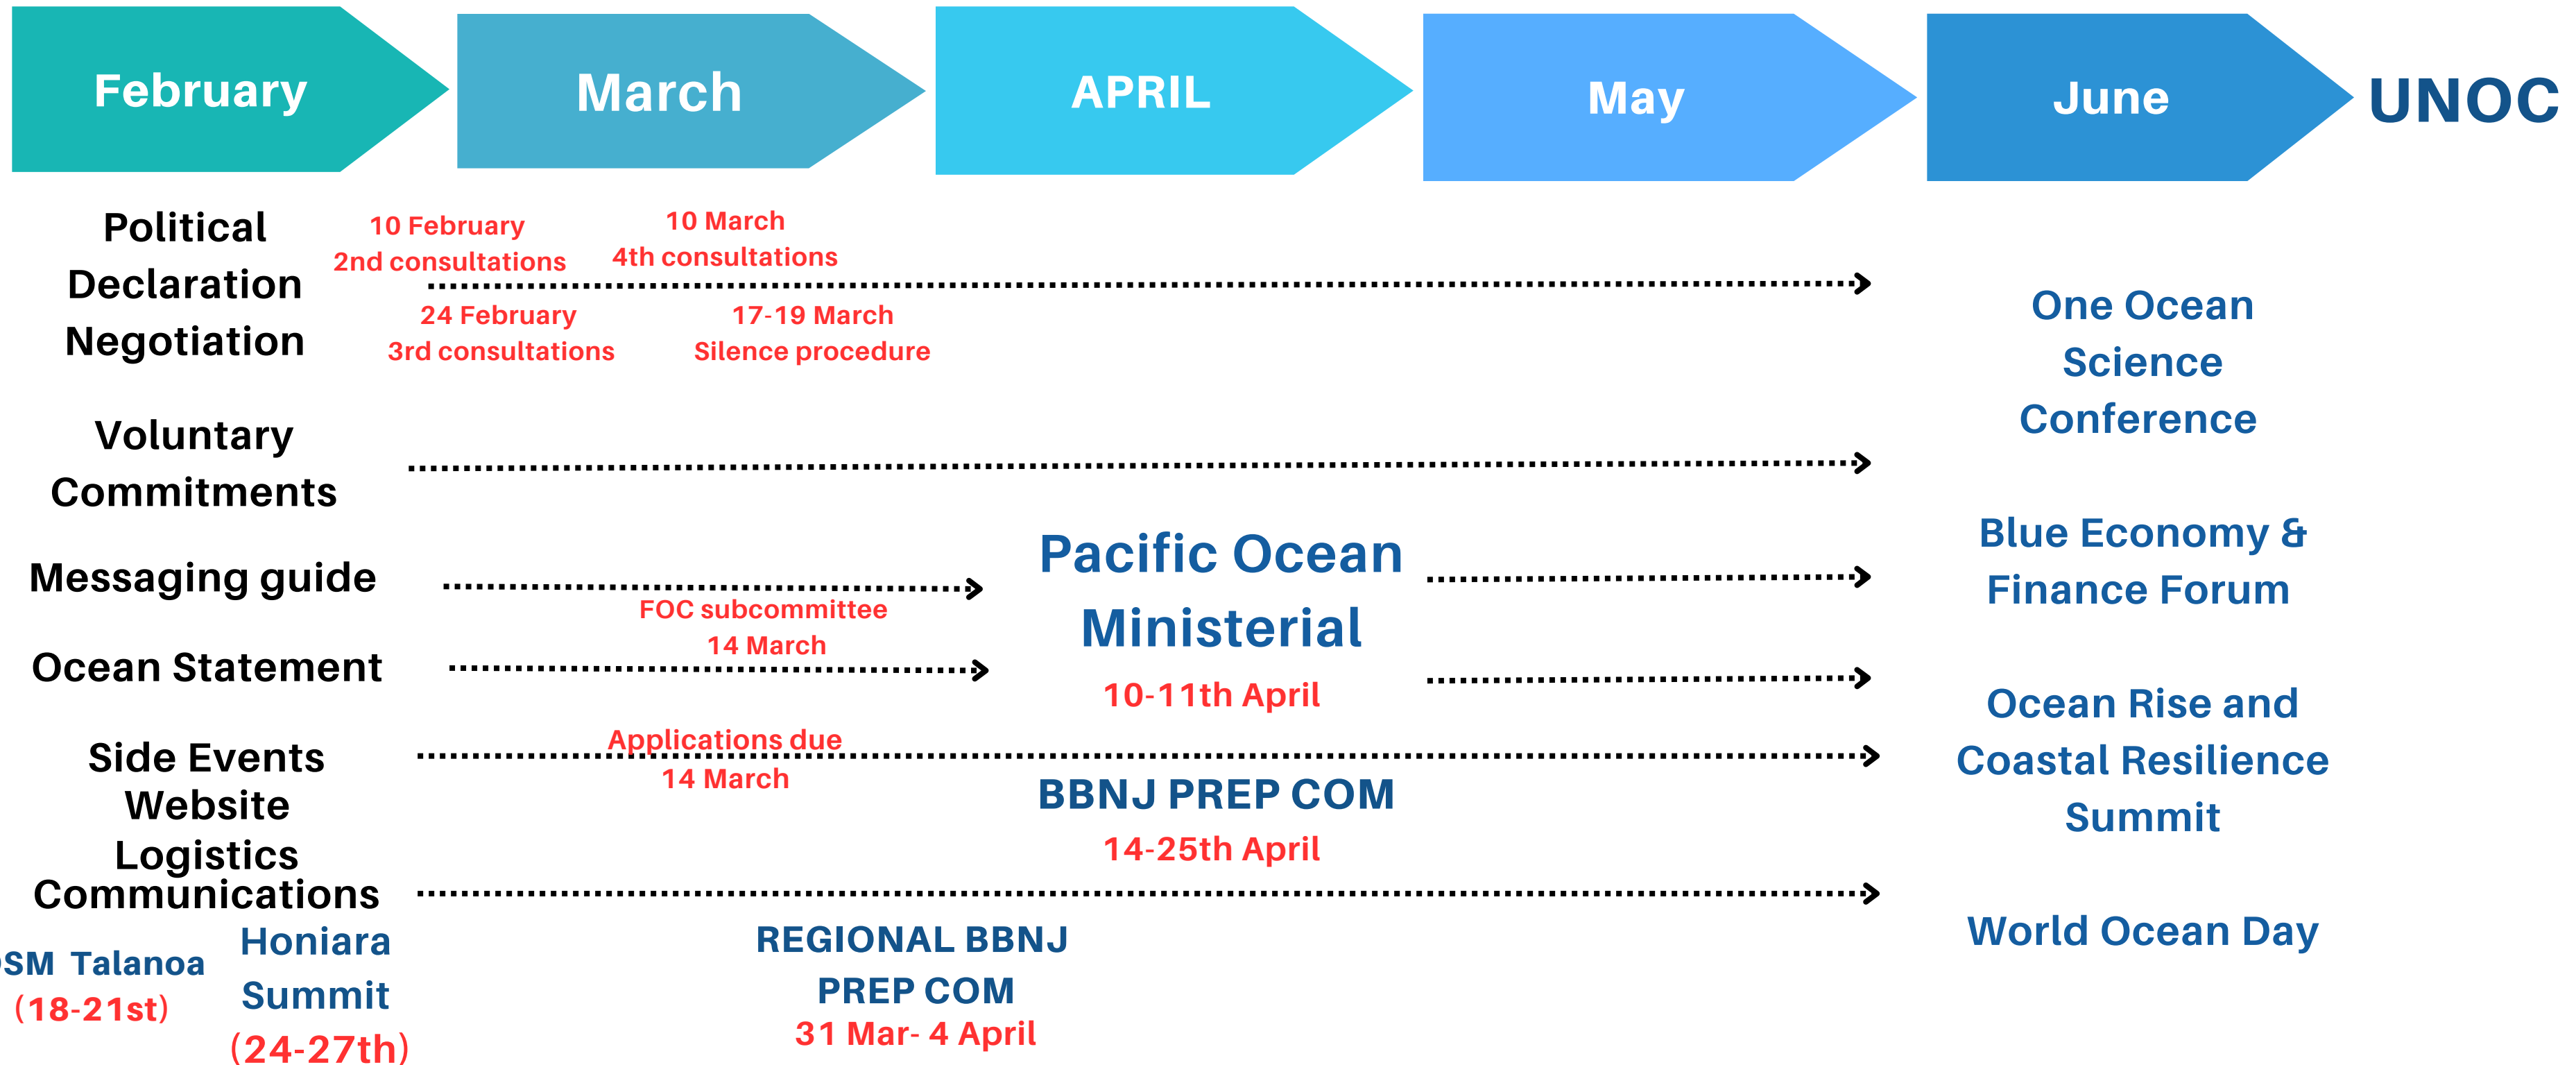 February
March
APRIL
May
June
UNOC
Political
Declaration
Negotiation
10 February
2nd consultations
10 March
4th consultations
24 February
3rd consultations
17-19 March
Silence procedure
One Ocean
Science
Conference
Voluntary
Commitments
Messaging guide
FOC subcommittee
14 March
Pacific Ocean
Ministerial
10-11th April
Blue Economy &
Finance Forum
Ocean Statement
Side Events
Website
Applications due
14 March
BBNJ PREP COM
14-25th April
Ocean Rise and
Coastal Resilience
Summit
Logistics
Communications
World Ocean Day
SM Talanoa
(18-21st)
Honiara
Summit
(24-27th)
REGIONAL BBNJ
PREP COM
31 Mar- 4 April